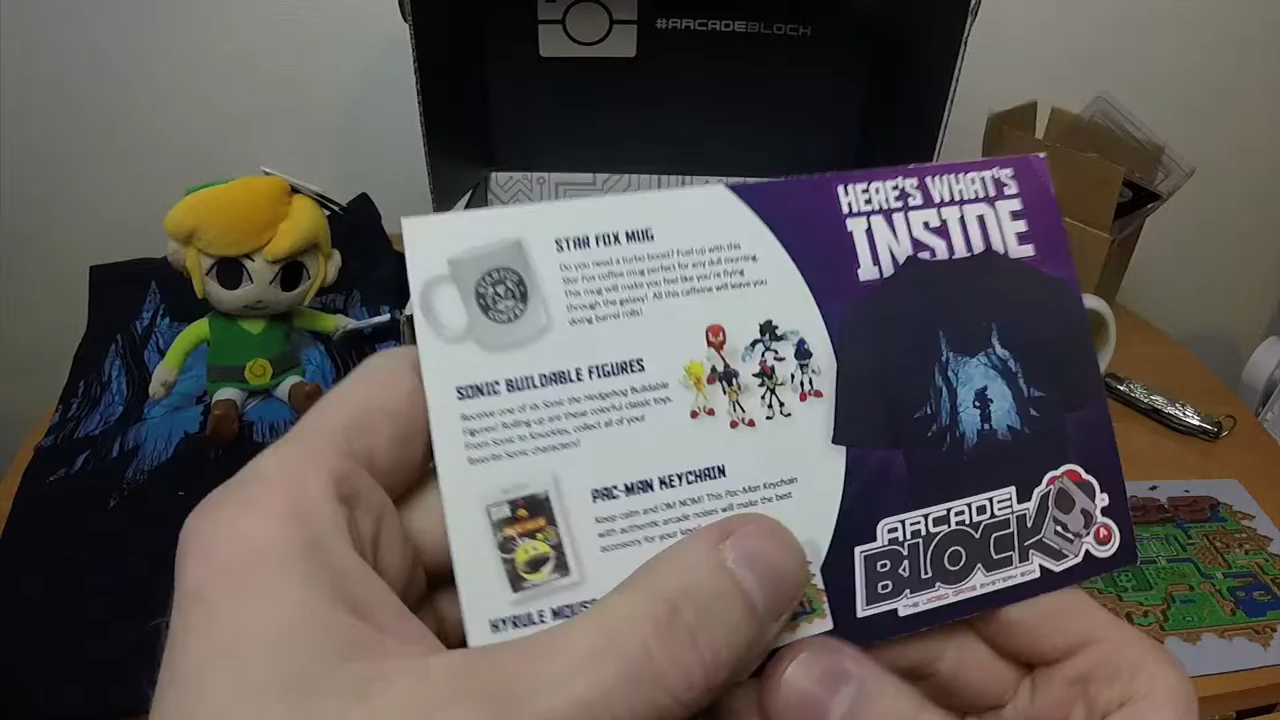 #ARCADEBLOCK
HERE'S WHAT'S
INSIDE
STAR FOX MUG
Do you need a turbo boost? Fuel up with this
Star Fox coffee mug perfect for any dull morning.
This mug will make you feel like you're flying
through the galaxy! All this caffeine will leave you
doing barrel rolls!
SONIC BUILDABLE FIGURES
Receive one of six Sonic the Hedgehog Buildable
Figures! Rolling up are these colorful classic toys.
From Sonic to Knuckles, collect all of your
favorite Sonic characters!
PAC-MAN KEYCHAIN
Keep calm and OM NOM! This Pac-Man Keychain
with authentic arcade noises will make the best
accessory for your
HYRULE
ARCADE
BLOCK
THE VIDEO GAME MYSTERY BOX
A